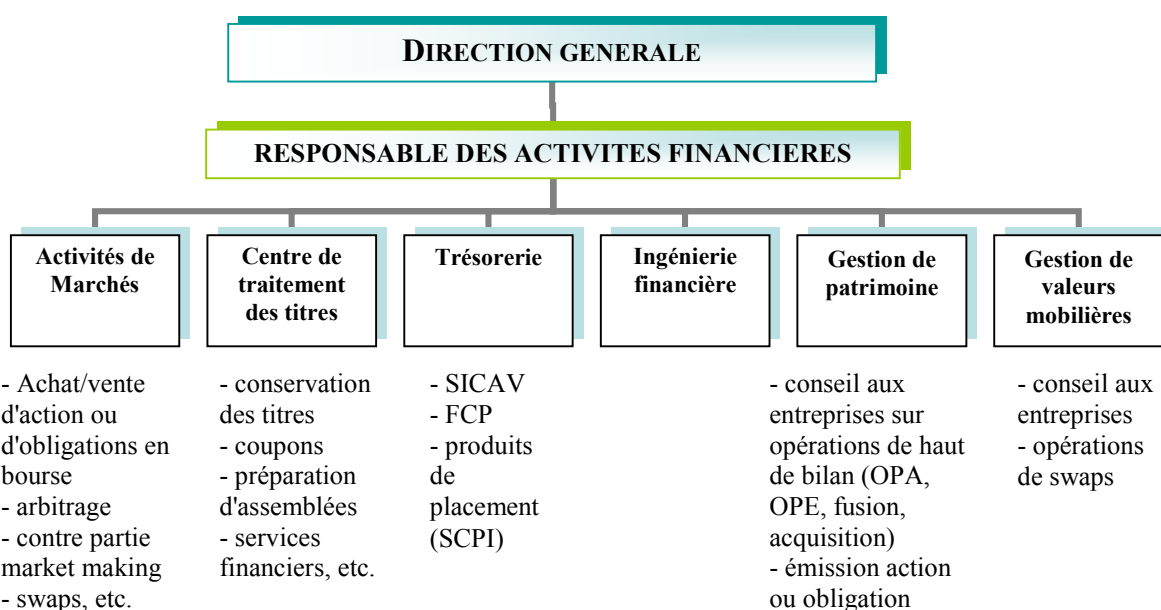 DIRECTION GENERALE
RESPONSABLE DES ACTIVITES FINANCIERES
Activités de
Marchés
Centre de
traitement
des titres
Trésorerie
Ingénierie
financière
Gestion de
patrimoine
Gestion de
valeurs
mobilières
- Achat/vente
d'action ou
d'obligations en
bourse
- arbitrage
- contre partie
market making
- swaps, etc.
- conservation
des titres
- coupons
- préparation
d'assemblées
- services
financiers, etc.
- SICAV
- FCP
- produits
de
placement
(SCPI)
- conseil aux
entreprises sur
opérations de haut
de bilan (OPA,
OPE, fusion,
acquisition)
- émission action
ou obligation
- conseil aux
entreprises
- opérations
de swaps